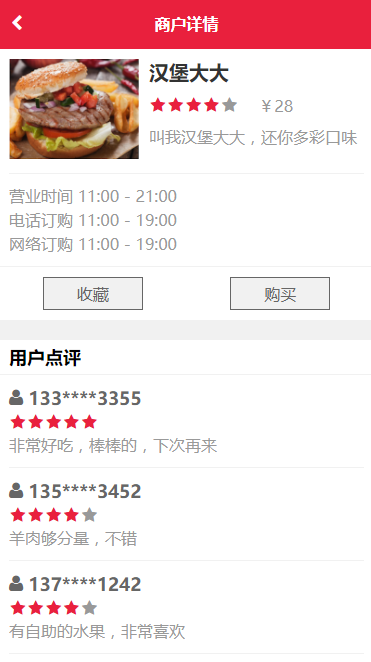 商户详情
汉堡大大
￥28
叫我汉堡大大，还你多彩口味
营业时间 11:00 - 21:00
电话订购 11:00 - 19:00
网络订购 11:00 - 19:00
收藏
购买
用户点评
133****3355
非常好吃，棒棒的，下次再来
135****3452
羊肉够分量，不错
137****1242
有自助的水果，非常喜欢